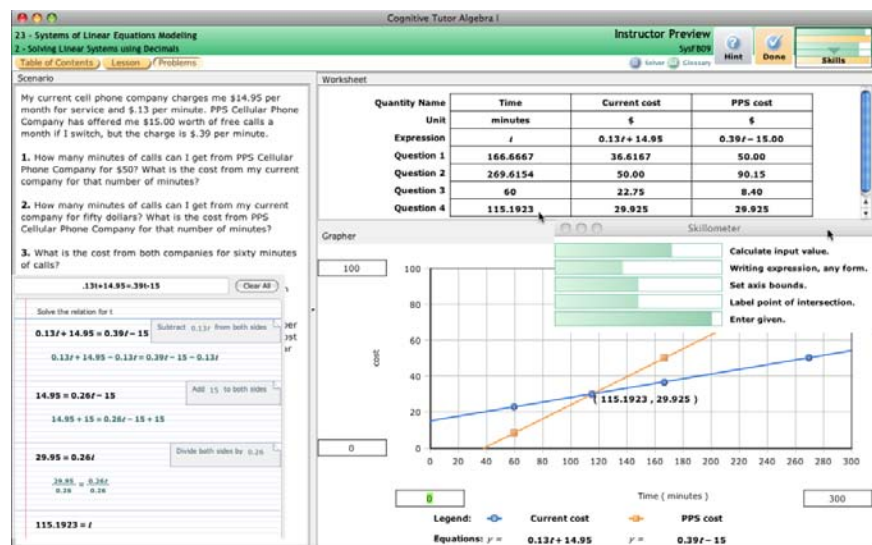 Cognitive Tutor Algebra I
23 - Systems of Linear Equations Modeling
2 - Solving Linear Systems using Decimals
Table of Contents Lesson Problems
Instructor Preview
SysFB09
Solver Glossary
Hint Done Skills
Scenario
My current cell phone company charges me $14.95 per
month for service and $.13 per minute. PPS Cellular Phone
Company has offered me $15.00 worth of free calls a
month if I switch, but the charge is $.39 per minute.
1. How many minutes of calls can I get from PPS Cellular
Phone Company for $50? What is the cost from my current
company for that number of minutes?
2. How many minutes of calls can I get from my current
company for fifty dollars? What is the cost from PPS
Cellular Phone Company for that number of minutes?
3. What is the cost from both companies for sixty minutes
of calls?
.13t+14.95=.39t-15 Clear All
Solve the relation for t
0.13t + 14.95 = 0.39t - 15 Subtract 0.13t from both sides
0.13t + 14.95 - 0.13t = 0.39t - 15 - 0.13t
14.95 = 0.26t - 15 Add 15 to both sides
14.95 + 15 = 0.26t - 15 + 15
29.95 = 0.26t Divide both sides by 0.26
29.95 = 0.26t
0.26 0.26
115.1923 = t
Worksheet
Quantity Name Time Current cost PPS cost
Unit minutes $ $
Expression t 0.13t + 14.95 0.39t - 15.00
Question 1 166.6667 36.6167 50.00
Question 2 269.6154 50.00 90.15
Question 3 60 22.75 8.40
Question 4 115.1923 29.925 29.925
Grapher
Skillometer
Calculate input value.
Writing expression, any form.
Set axis bounds.
Label point of intersection.
Enter given.
100 100
80
60
cost
40
( 115.1923 , 29.925 )
20
0 0
0 20 40 60 80 100 120 140 160 180 200 220 240 260 280 300
0 Time ( minutes ) 300
Legend: Current cost PPS cost
Equations: y = 0.13t + 14.95 y = 0.39t - 15